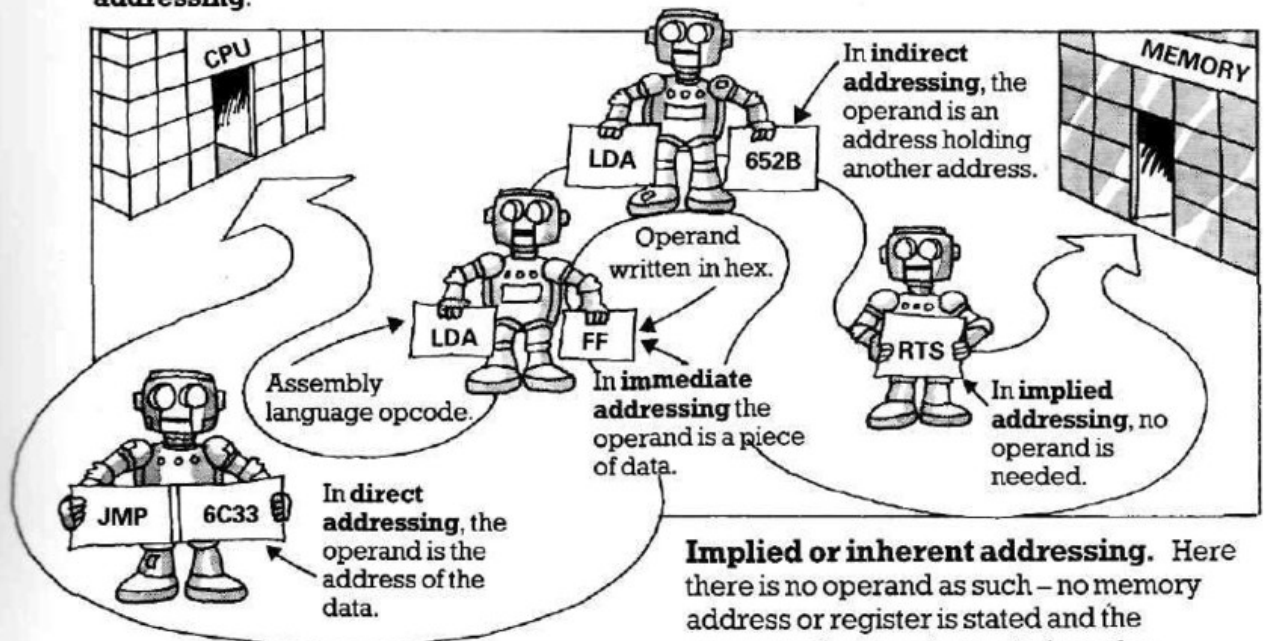 addressing.
CPU
MEMORY
In indirect
addressing, the
operand is an
address holding
another address.
LDA
652B
Operand
written in hex.
LDA
FF
RTS
Assembly
language opcode.
In immediate
addressing the
operand is a piece
of data.
In implied
addressing, no
operand is
needed.
JMP
6C33
In direct
addressing, the
operand is the
address of the
data.
Implied or inherent addressing. Here
there is no operand as such – no memory
address or register is stated and the